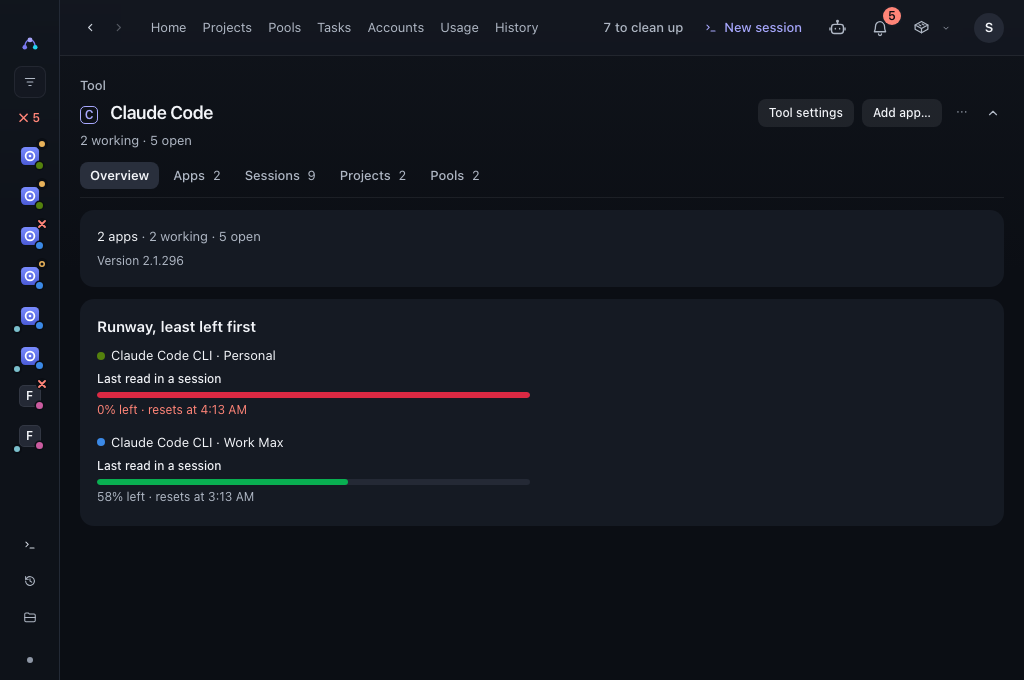 Home Projects Pools Tasks Accounts Usage History 7 to clean up New session 5 S
5
F
F
Tool
C Claude Code Tool settings Add app...
2 working · 5 open
Overview Apps 2 Sessions 9 Projects 2 Pools 2
2 apps · 2 working · 5 open
Version 2.1.296
Runway, least left first
Claude Code CLI · Personal
Last read in a session
0% left · resets at 4:13 AM
Claude Code CLI · Work Max
Last read in a session
58% left · resets at 3:13 AM